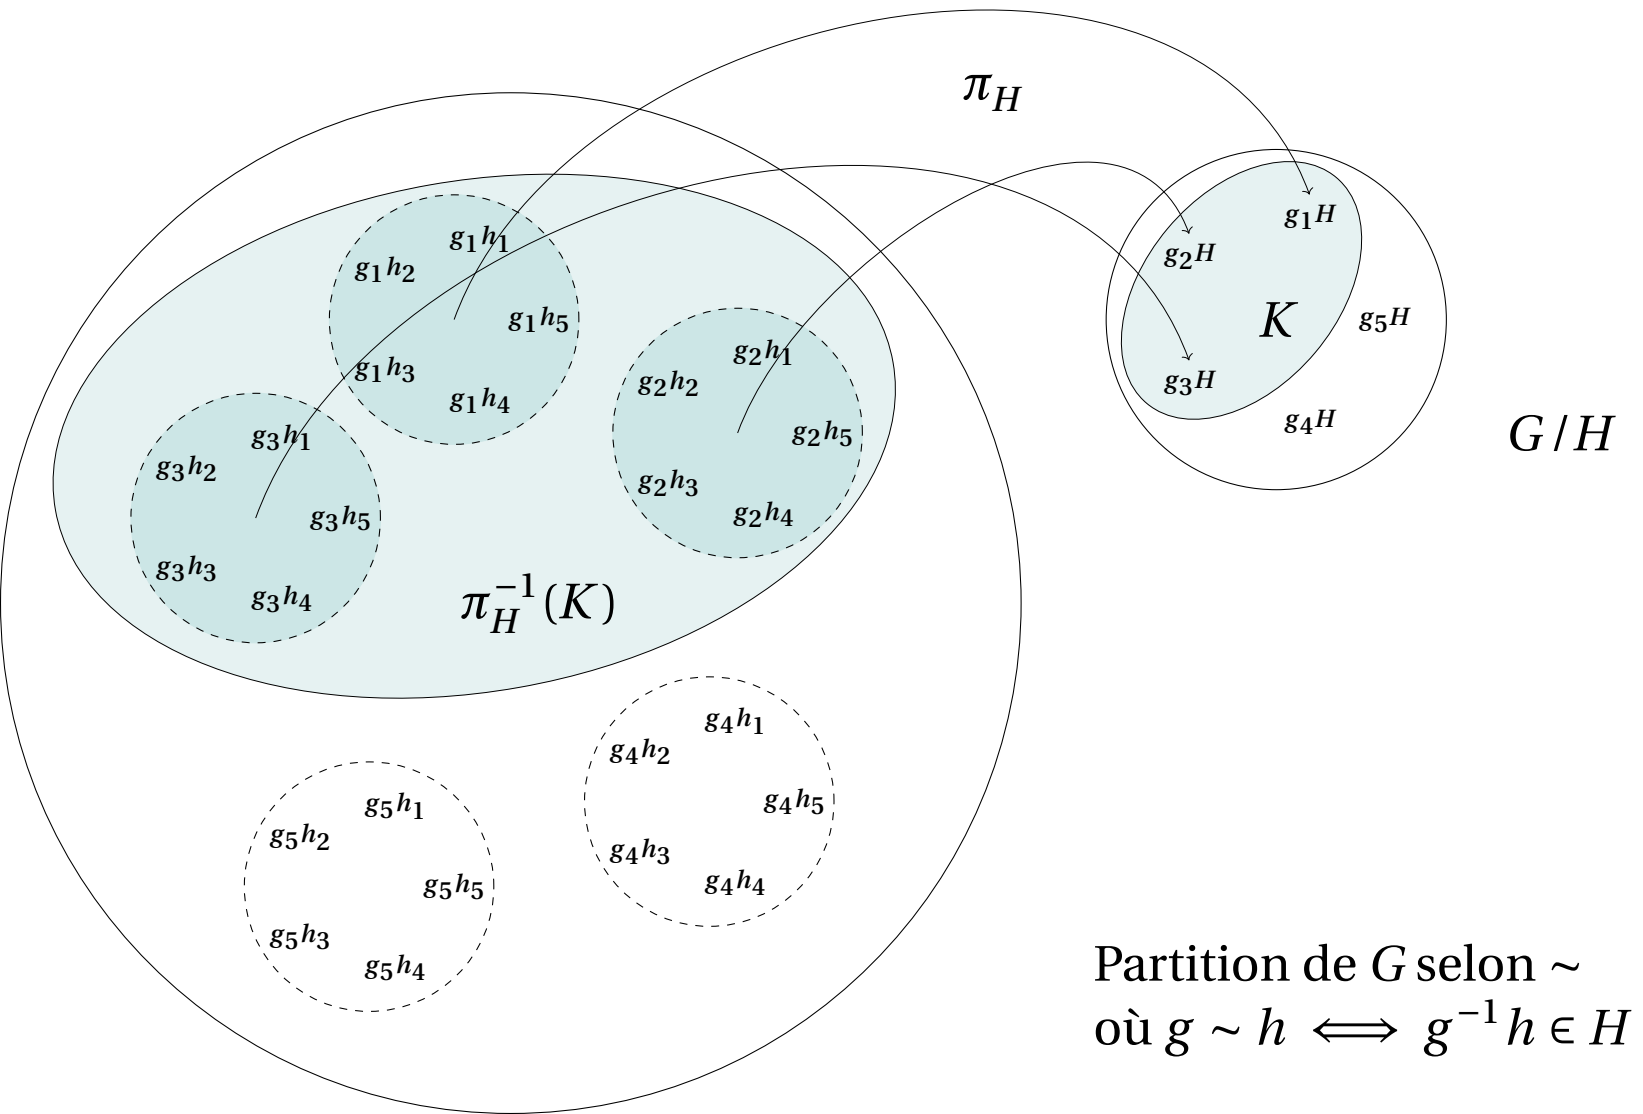 π_H
g₁h₁
g₁h₂
g₁h₅
g₁h₃
g₁h₄
g₂h₁
g₂h₂
g₂h₅
g₂h₃
g₂h₄
g₃h₁
g₃h₂
g₃h₅
g₃h₃
g₃h₄
π_H^{-1}(K)
g₄h₁
g₄h₂
g₄h₅
g₄h₃
g₄h₄
g₅h₁
g₅h₂
g₅h₅
g₅h₃
g₅h₄
g₁H
g₂H
K
g₅H
g₃H
g₄H
G/H
Partition de G selon ~
où g ~ h ⟺ g⁻¹h ∈ H